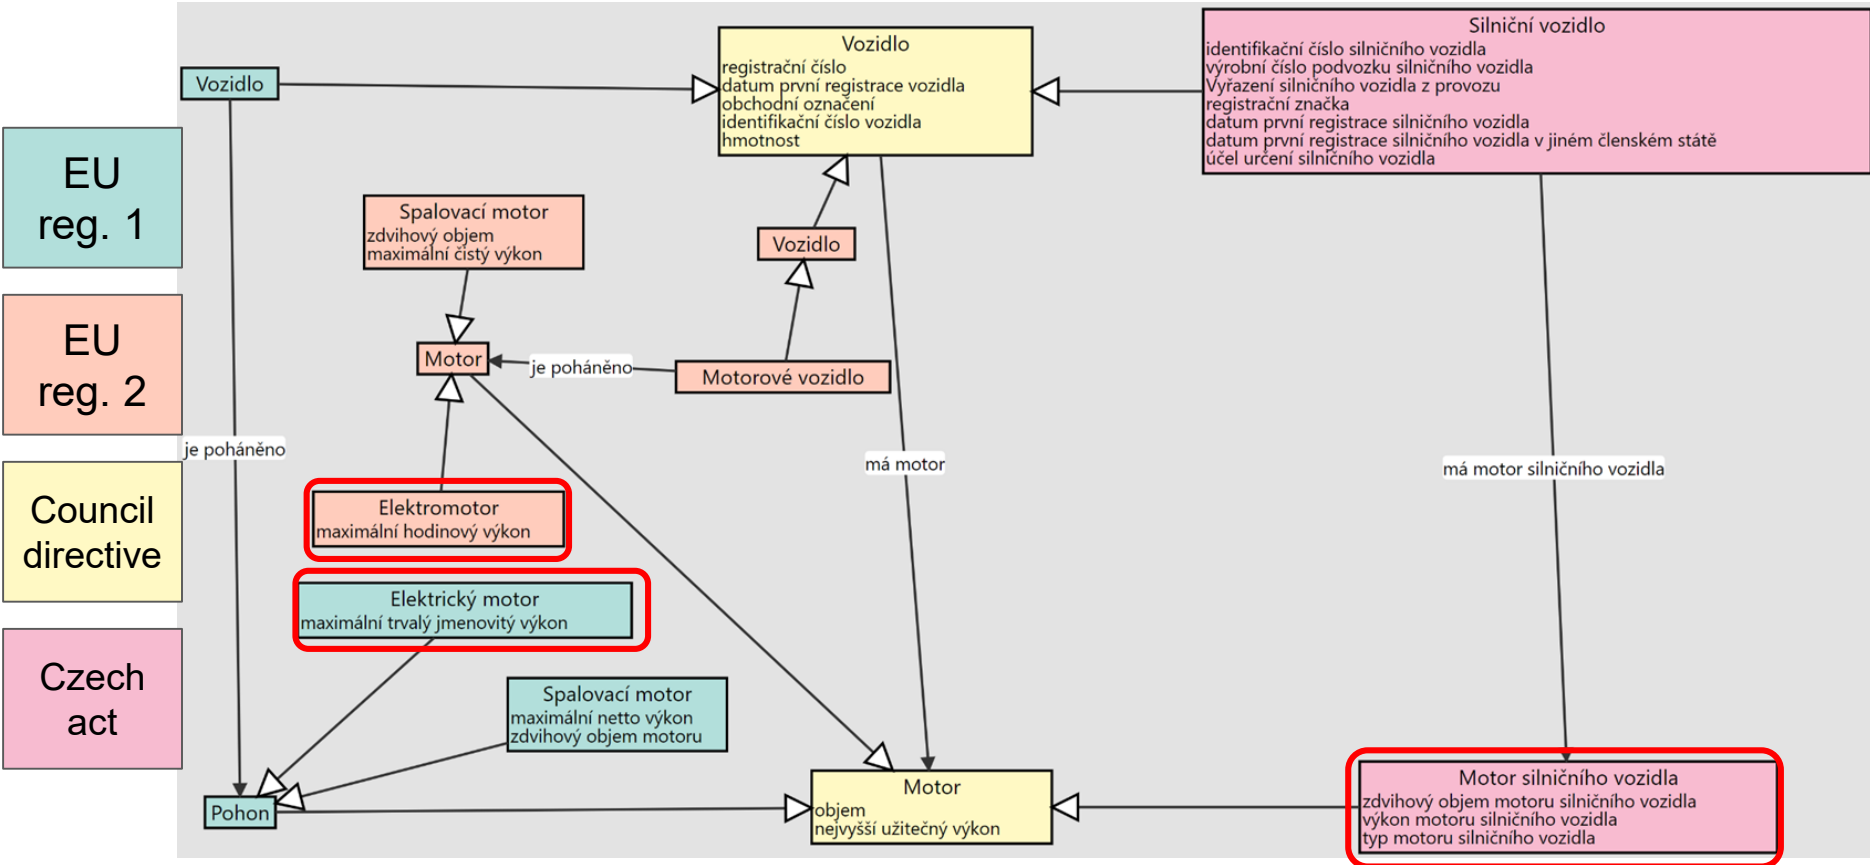 EU
reg. 1
EU
reg. 2
Council
directive
Czech
act
Vozidlo
Vozidlo
registrační číslo
datum první registrace vozidla
obchodní označení
identifikační číslo vozidla
hmotnost
Silniční vozidlo
identifikační číslo silničního vozidla
výrobní číslo podvozku silničního vozidla
Vyřazení silničního vozidla z provozu
registrační značka
datum první registrace silničního vozidla
datum první registrace silničního vozidla v jiném členském státě
účel určení silničního vozidla
Spalovací motor
zdvihový objem
maximální čistý výkon
Vozidlo
Motor
je poháněno
Motorové vozidlo
je poháněno
má motor
má motor silničního vozidla
Elektromotor
maximální hodinový výkon
Elektrický motor
maximální trvalý jmenovitý výkon
Spalovací motor
maximální netto výkon
zdvihový objem motoru
Pohon
Motor
objem
nejvyšší užitečný výkon
Motor silničního vozidla
zdvihový objem motoru silničního vozidla
výkon motoru silničního vozidla
typ motoru silničního vozidla